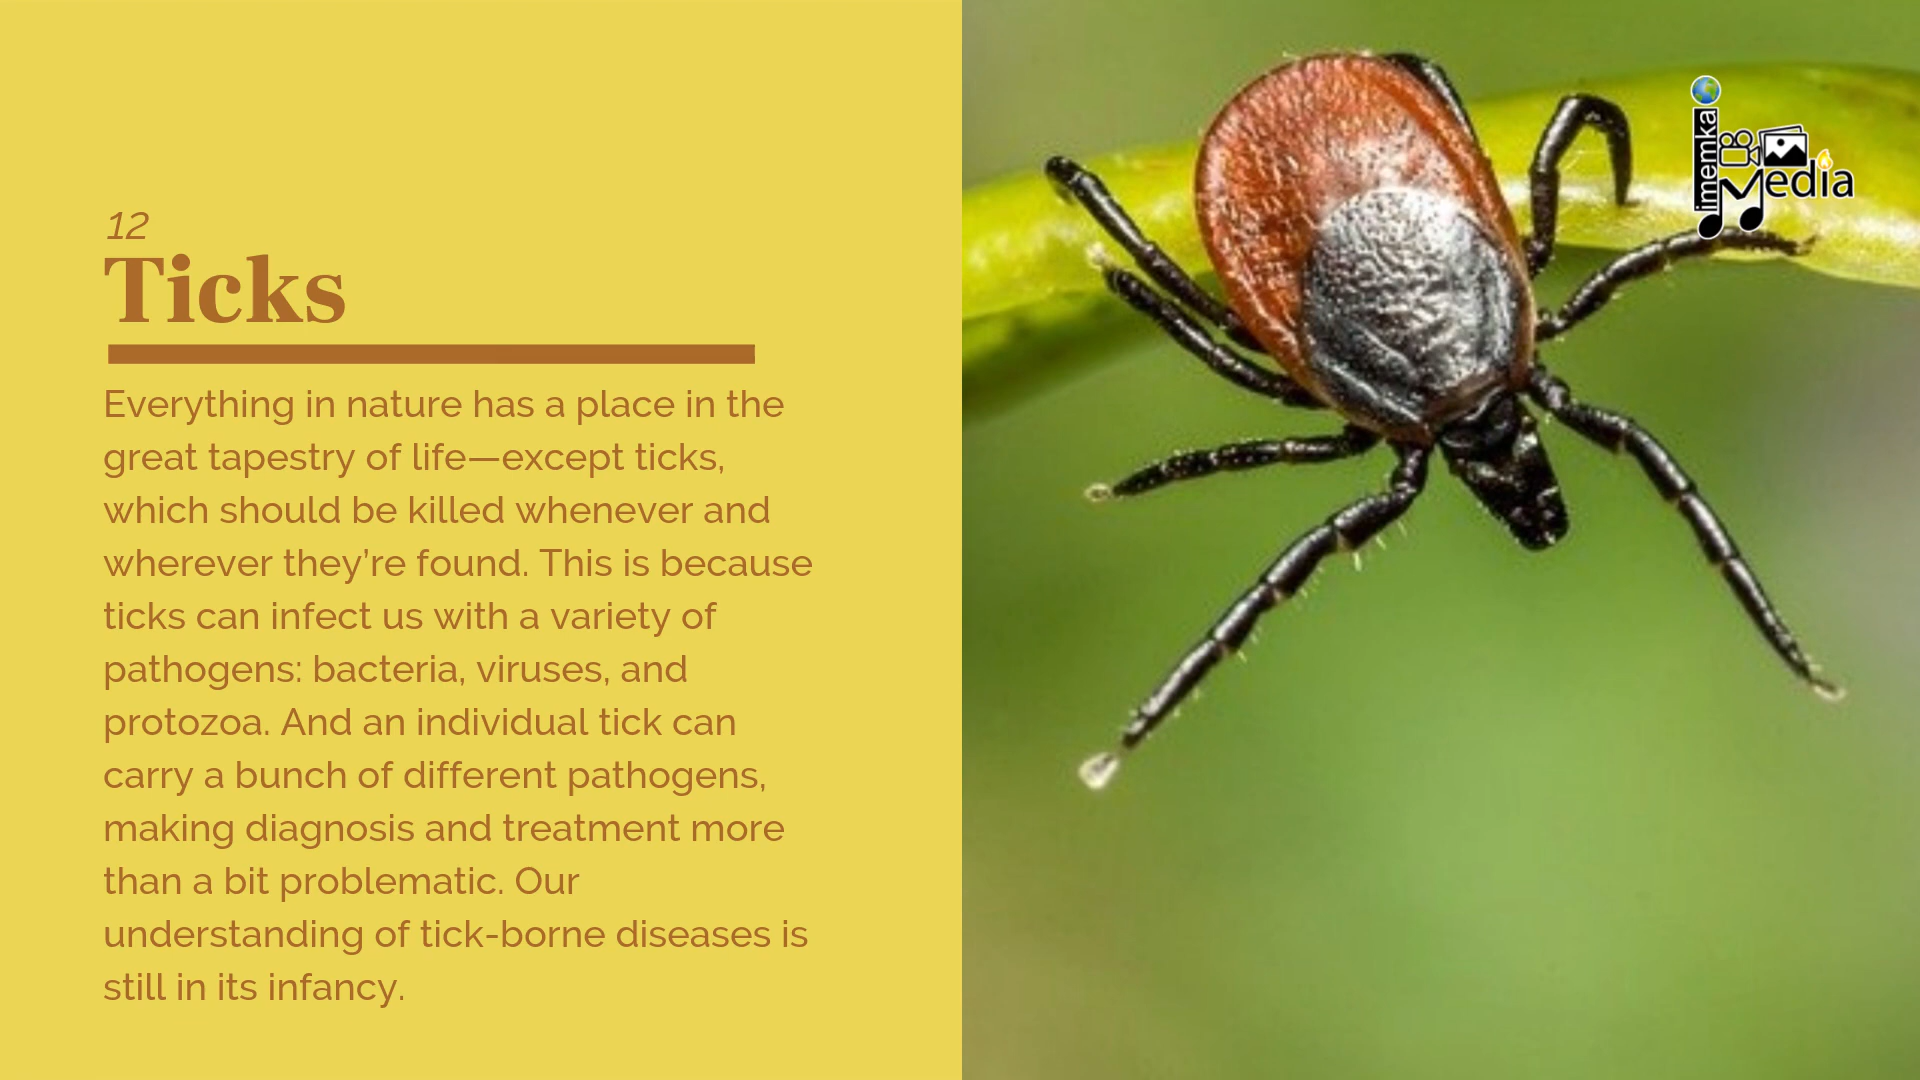 12
Ticks
Everything in nature has a place in the
great tapestry of life—except ticks,
which should be killed whenever and
wherever they’re found. This is because
ticks can infect us with a variety of
pathogens: bacteria, viruses, and
protozoa. And an individual tick can
carry a bunch of different pathogens,
making diagnosis and treatment more
than a bit problematic. Our
understanding of tick-borne diseases is
still in its infancy.
imemka
Media